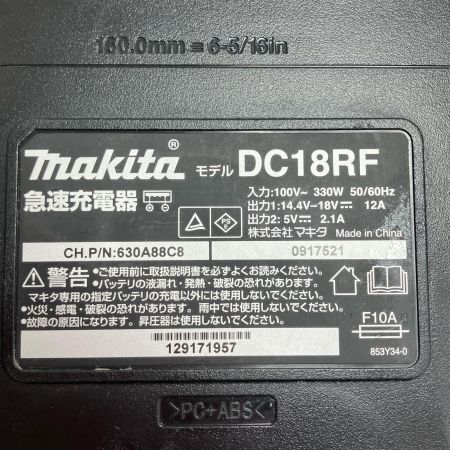 160.0mm = 6-5/16in
makita® モデル DC18RF
急速充電器
入力:100V~ 330W 50/60Hz
出力1:14.4V⎓18V⎓ 12A
出力2: 5V⎓ 2.1A
株式会社マキタ Made in China
PSE
CH.P/N:630A88C8 0917521
警告 ●ご使用前に取扱説明書を必ずよくお読みください。
●バッテリの液漏れ・発熱・破裂の恐れがあります。
マキタ専用の指定バッテリの充電以外には使用しないでください。
●火災・感電・破裂の恐れがあります。雨中では使用しないでください。
●故障の原因になります。昇圧器は使用しないでください。
F10A
129171957
853Y34-0
>PC+ABS<